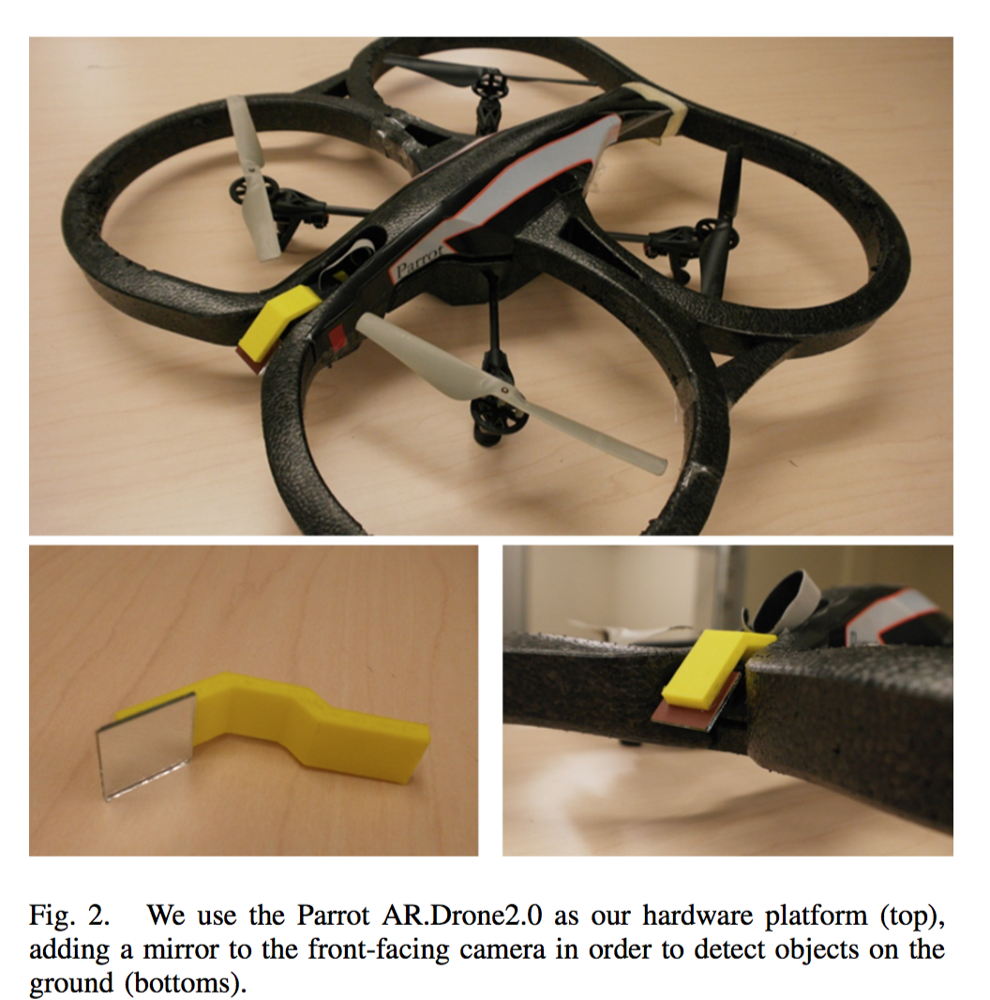 Parrot
Fig. 2. We use the Parrot AR.Drone2.0 as our hardware platform (top),
adding a mirror to the front-facing camera in order to detect objects on the
ground (bottoms).